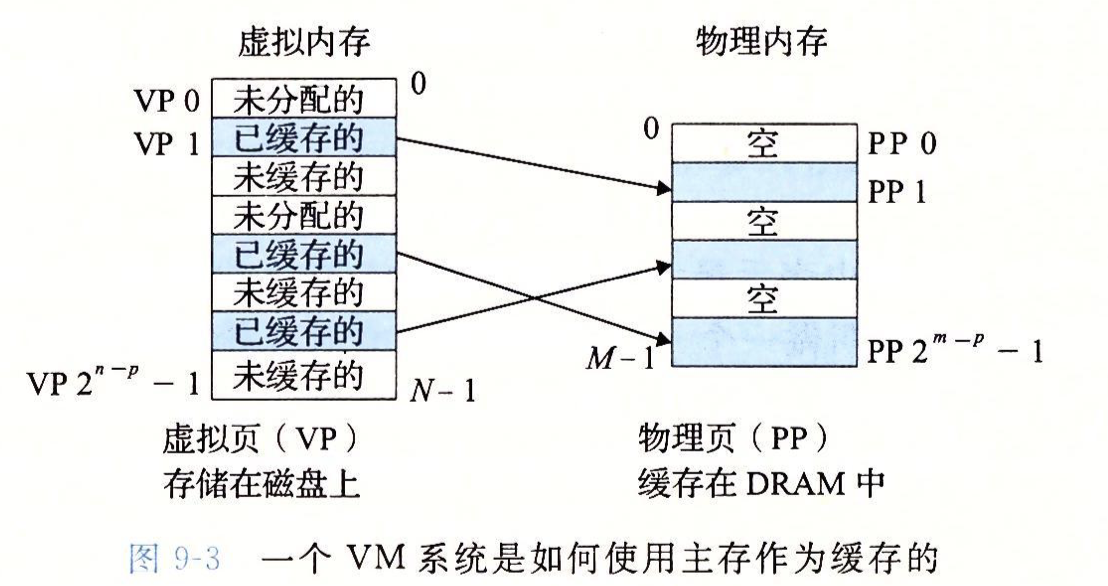 虚拟内存
物理内存
VP 0 未分配的 0
VP 1 已缓存的
未缓存的
未分配的
已缓存的
未缓存的
已缓存的
VP 2ⁿ⁻ᵖ − 1 未缓存的 N−1
0 空 PP 0
PP 1
空
空
M−1 PP 2ᵐ⁻ᵖ − 1
虚拟页（VP）
存储在磁盘上
物理页（PP）
缓存在 DRAM 中
图 9-3 一个 VM 系统是如何使用主存作为缓存的